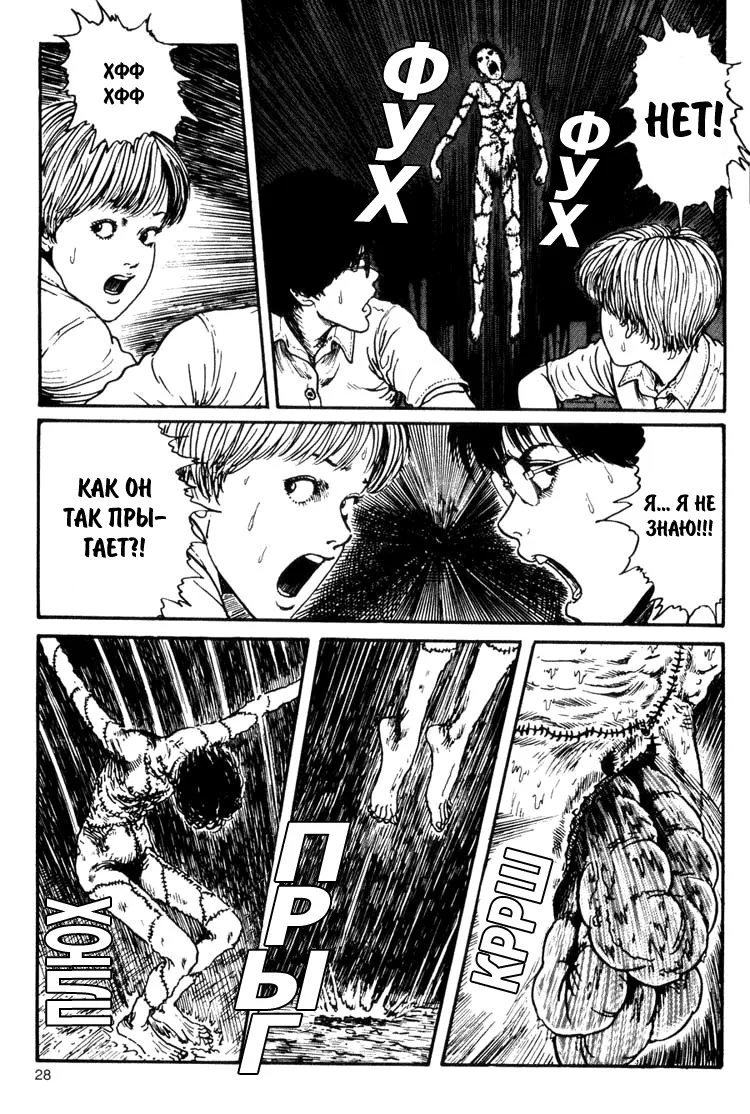 ХФФ
ХФФ
ФУХ
ФУХ
НЕТ!
КАК ОН
ТАК ПРЫ-
ГАЕТ?!
Я... Я НЕ
ЗНАЮ!!!
ПЛЮХ
ПРЫГ
КРРШ
28